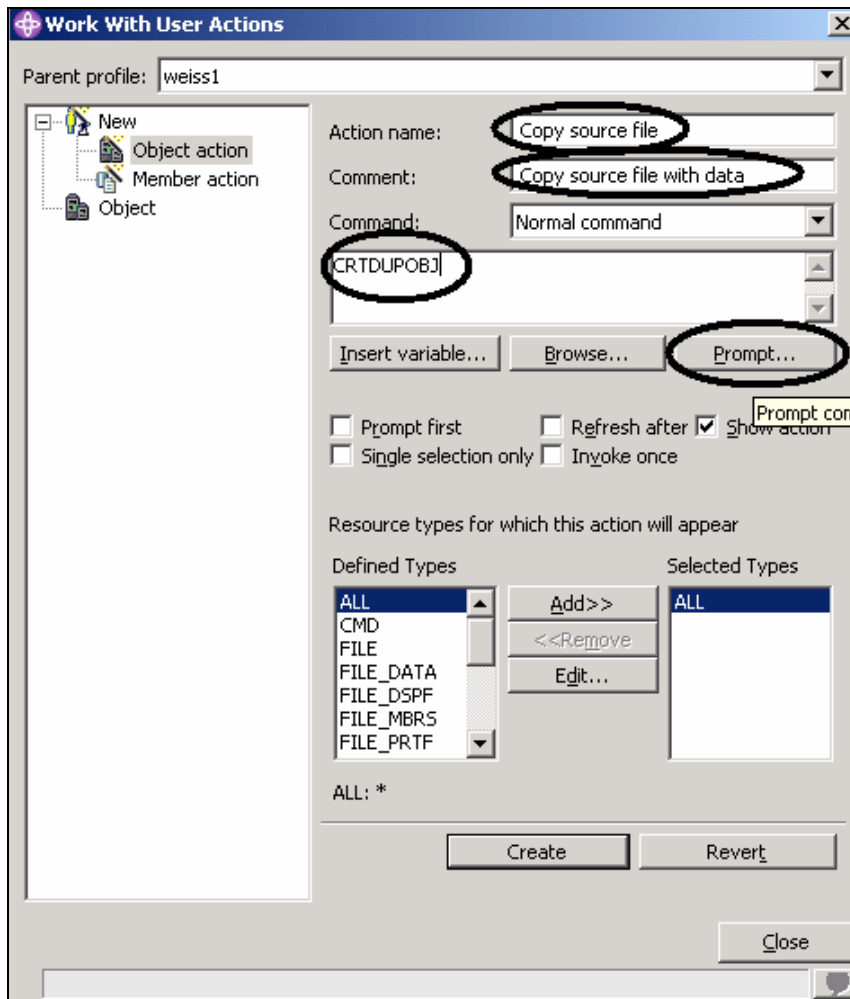 Work With User Actions
Parent profile: weiss1
New
Object action
Member action
Object
Action name: Copy source file
Comment: Copy source file with data
Command: Normal command
CRTDUPOBJ
Insert variable... Browse... Prompt...
Prompt com
Prompt first Refresh after Show action
Single selection only Invoke once
Resource types for which this action will appear
Defined Types Selected Types
ALL Add>> ALL
CMD
FILE <<Remove
FILE_DATA Edit...
FILE_DSPF
FILE_MBRS
FILE_PRTF
ALL: *
Create Revert
Close